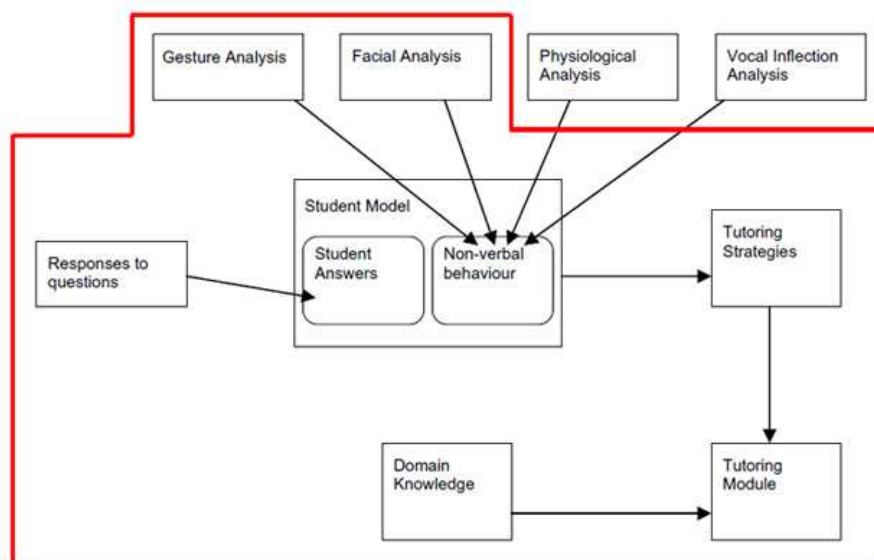 Gesture Analysis
Facial Analysis
Physiological
Analysis
Vocal Inflection
Analysis
Student Model
Student
Answers
Non-verbal
behaviour
Responses to
questions
Tutoring
Strategies
Domain
Knowledge
Tutoring
Module